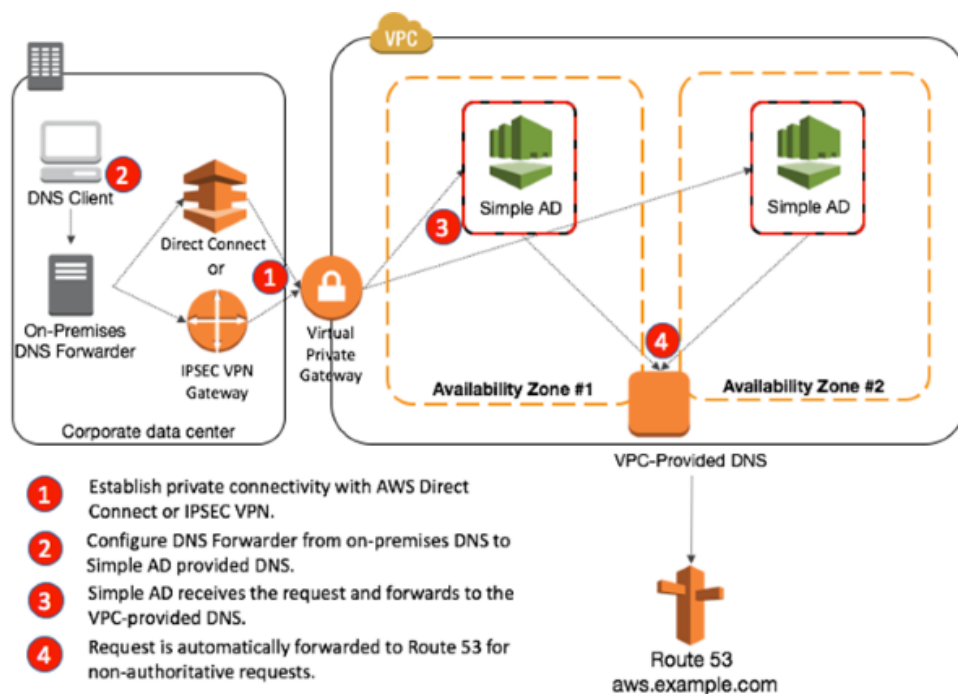 VPC
2
DNS Client
Direct Connect
or
1
On-Premises
DNS Forwarder
IPSEC VPN
Gateway
Corporate data center
Virtual
Private
Gateway
3
Simple AD
Simple AD
4
Availability Zone #1
Availability Zone #2
VPC-Provided DNS
1 Establish private connectivity with AWS Direct
Connect or IPSEC VPN.
2 Configure DNS Forwarder from on-premises DNS to
Simple AD provided DNS.
3 Simple AD receives the request and forwards to the
VPC-provided DNS.
4 Request is automatically forwarded to Route 53 for
non-authoritative requests.
Route 53
aws.example.com